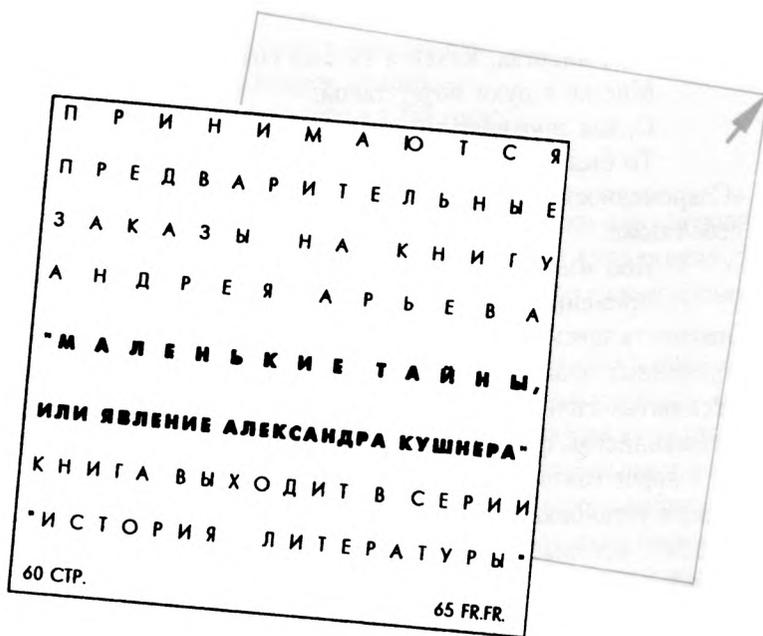 ПРИНИМАЮТСЯ
ПРЕДВАРИТЕЛЬНЫЕ
ЗАКАЗЫ НА КНИГУ
АНДРЕЯ АРЬЕВА
"МАЛЕНЬКИЕ ТАЙНЫ,
ИЛИ ЯВЛЕНИЕ АЛЕКСАНДРА КУШНЕРА"
КНИГА ВЫХОДИТ В СЕРИИ
"ИСТОРИЯ ЛИТЕРАТУРЫ"
60 СТР.
65 FR.FR.